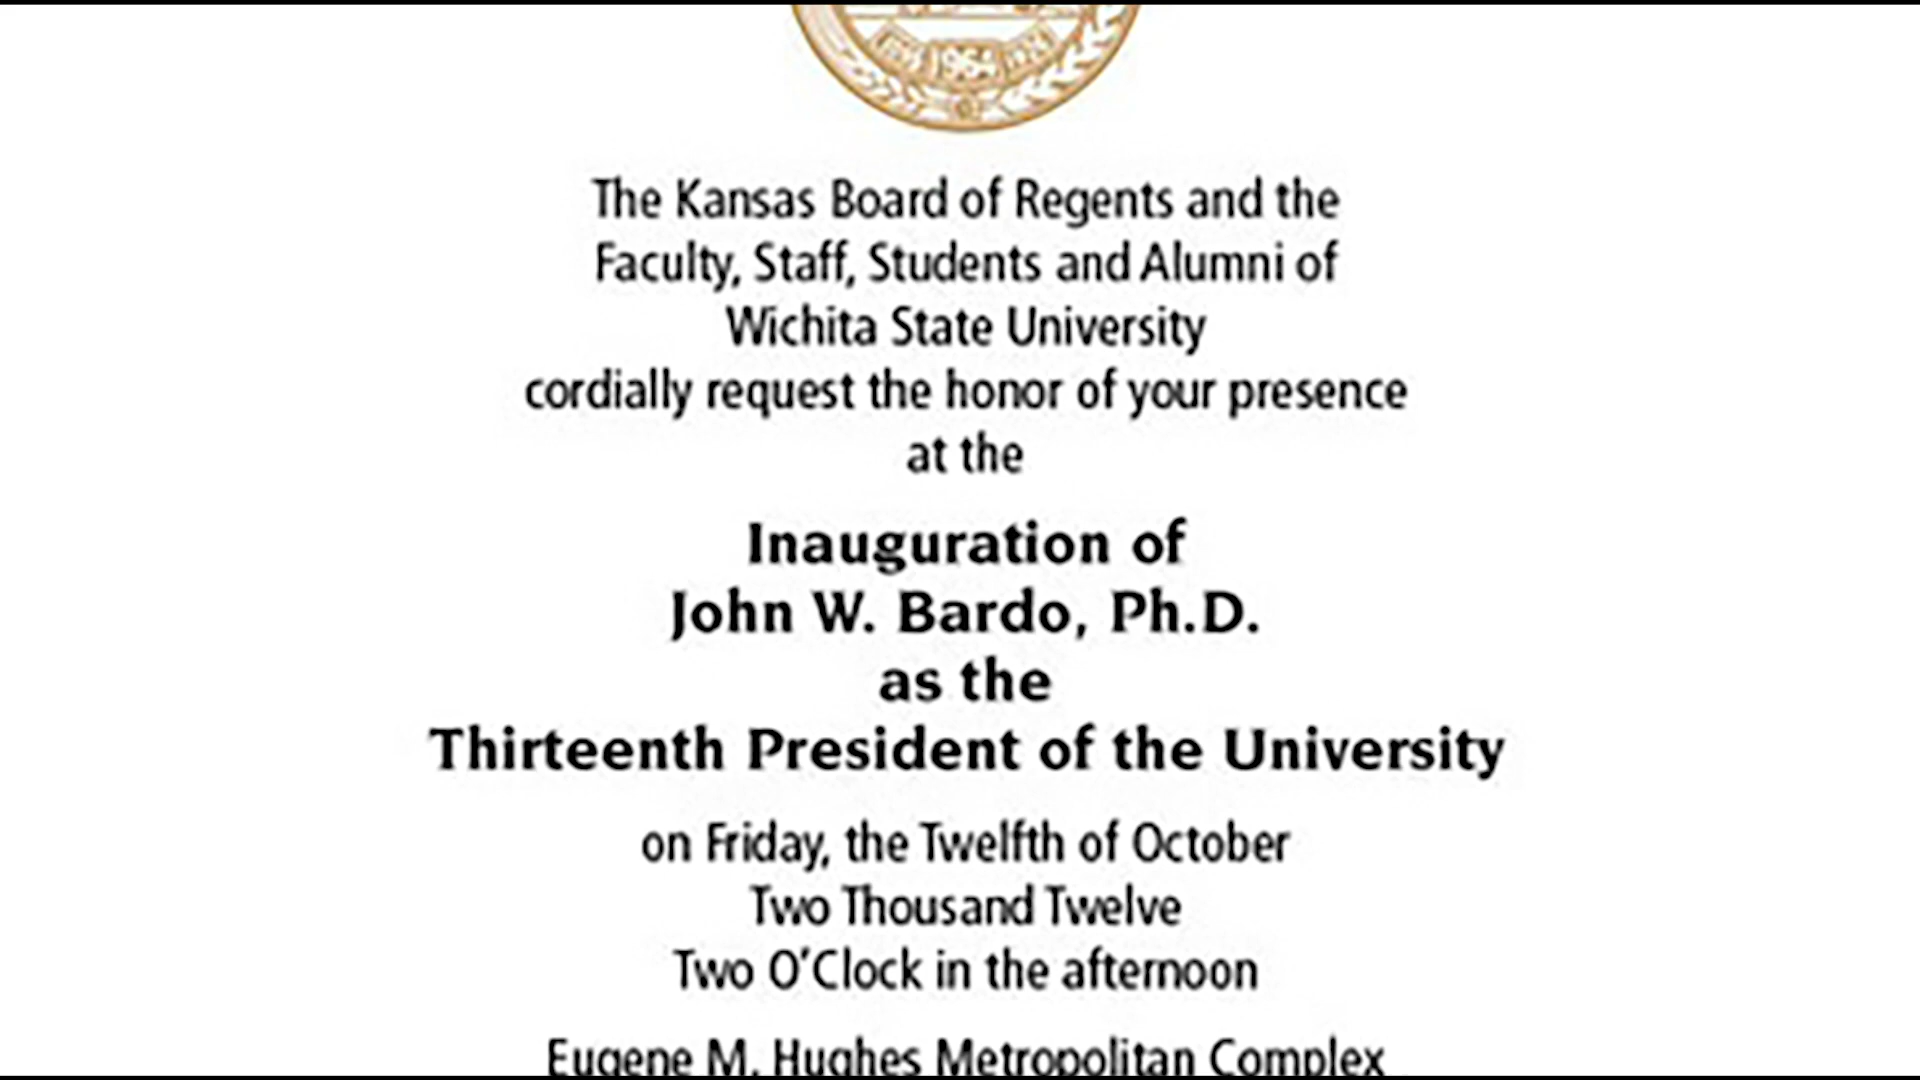 1964
The Kansas Board of Regents and the
Faculty, Staff, Students and Alumni of
Wichita State University
cordially request the honor of your presence
at the
Inauguration of
John W. Bardo, Ph.D.
as the
Thirteenth President of the University
on Friday, the Twelfth of October
Two Thousand Twelve
Two O’Clock in the afternoon
Eugene M. Hughes Metropolitan Complex